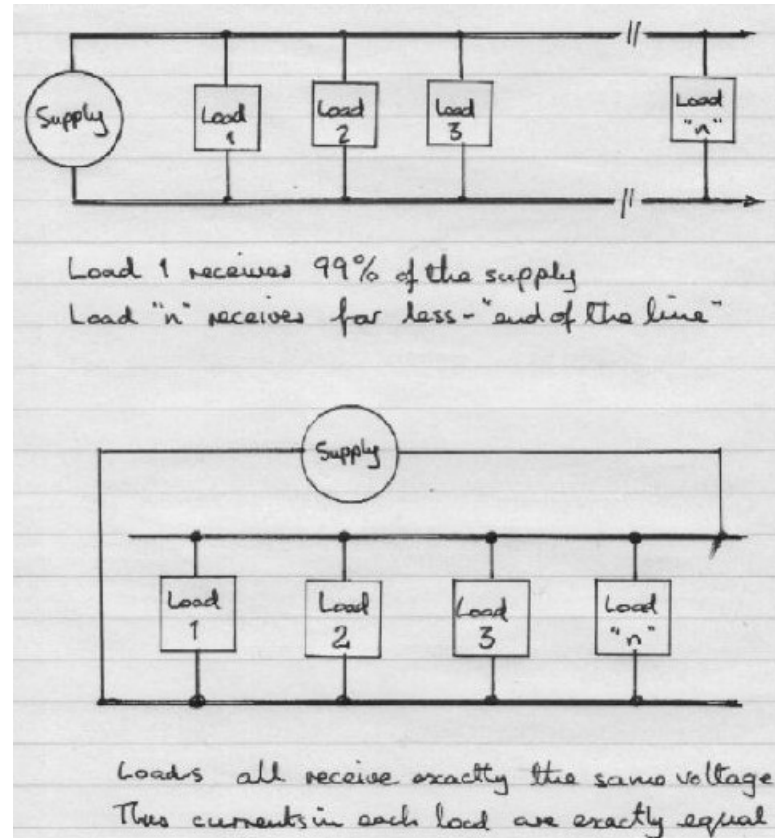 Supply
Load
1
Load
2
Load
3
Load
"n"
Load 1 receives 99% of the supply
Load "n" receives far less - "end of the line"
Supply
Load
1
Load
2
Load
3
Load
"n"
Loads all receive exactly the same voltage
Thus currents in each load are exactly equal